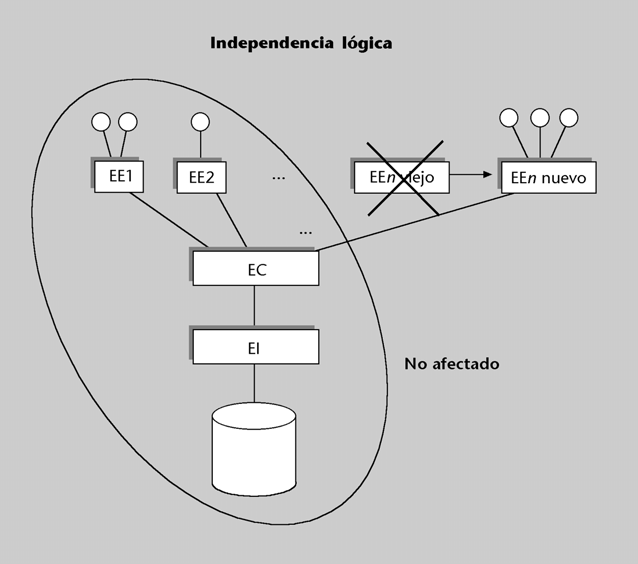 Independencia lógica
EE1
EE2
...
EEn viejo
EEn nuevo
...
EC
EI
No afectado